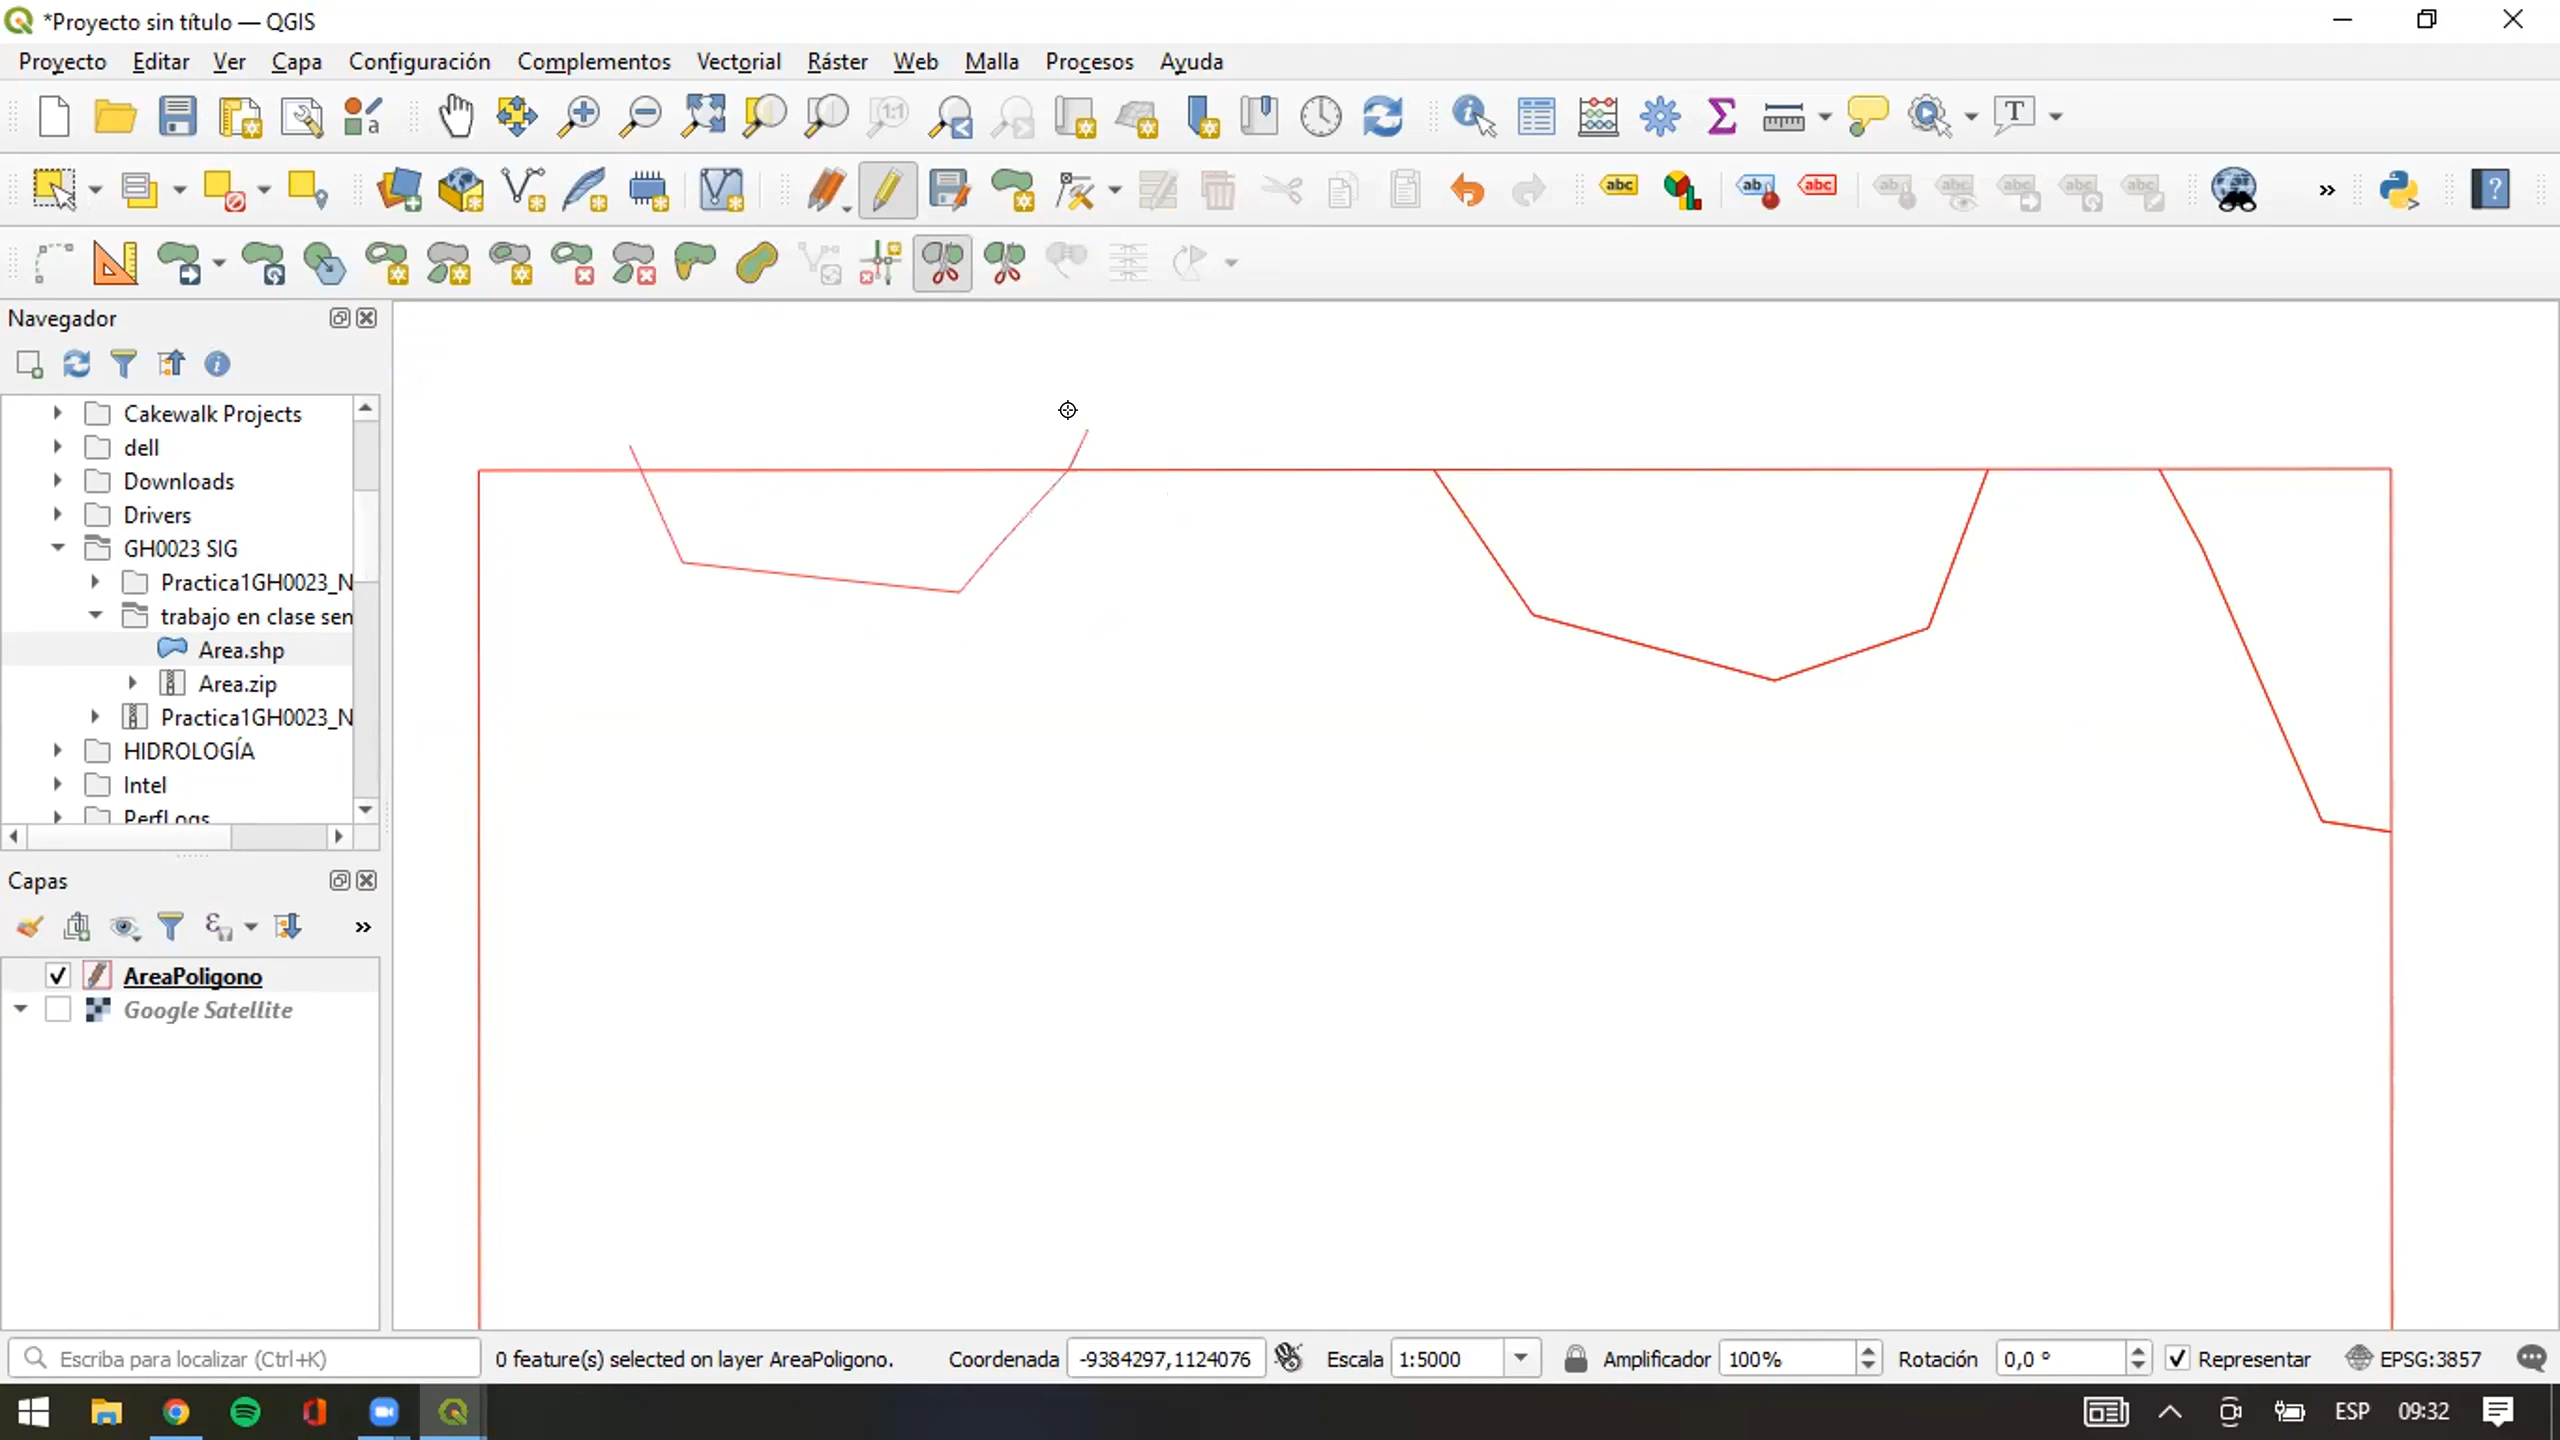 *Proyecto sin título — QGIS
Proyecto Editar Ver Capa Configuración Complementos Vectorial Ráster Web Malla Procesos Ayuda
Navegador
Cakewalk Projects
dell
Downloads
Drivers
GH0023 SIG
Practica1GH0023_N
trabajo en clase sen
Area.shp
Area.zip
Practica1GH0023_N
HIDROLOGÍA
Intel
PerfLogs
Capas
AreaPoligono
Google Satellite
Escriba para localizar (Ctrl+K) 0 feature(s) selected on layer AreaPoligono. Coordenada -9384297,1124076 Escala 1:5000 Amplificador 100% Rotación 0,0 ° Representar EPSG:3857
ESP 09:32